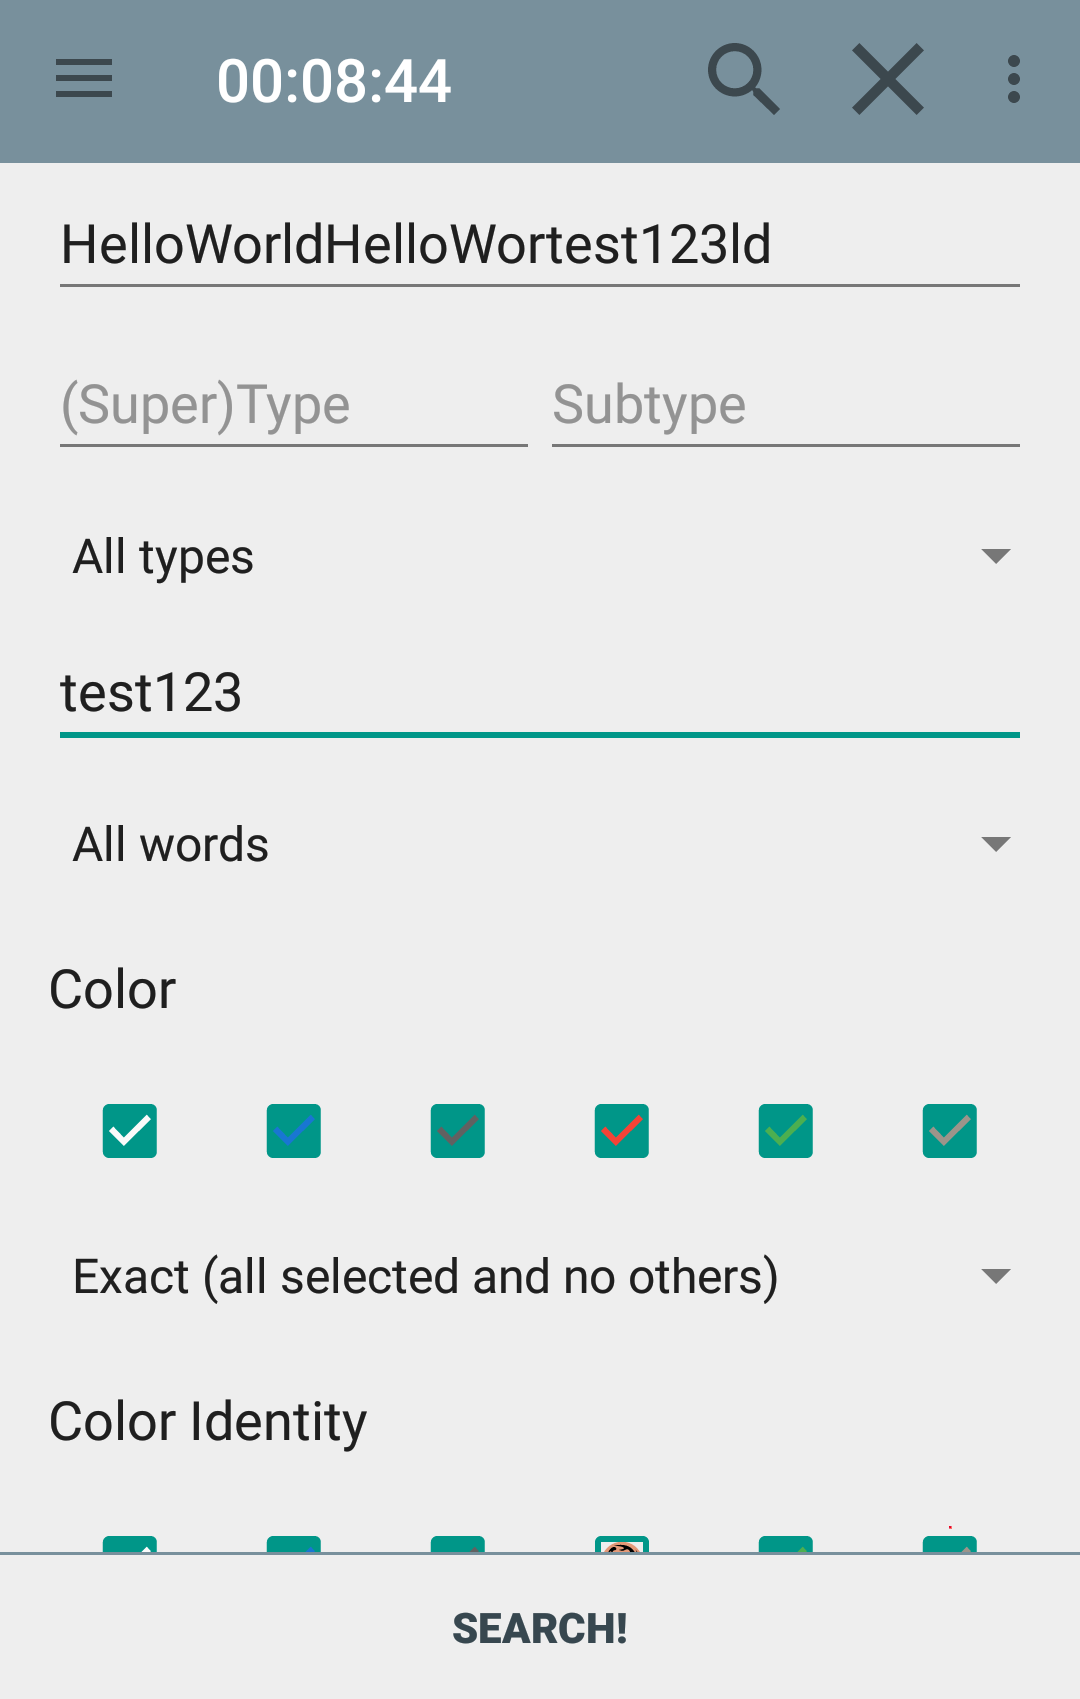 00:08:44
HelloWorldHelloWortest123ld
(Super)Type Subtype
All types
test123
All words
Color
Exact (all selected and no others)
Color Identity
SEARCH!